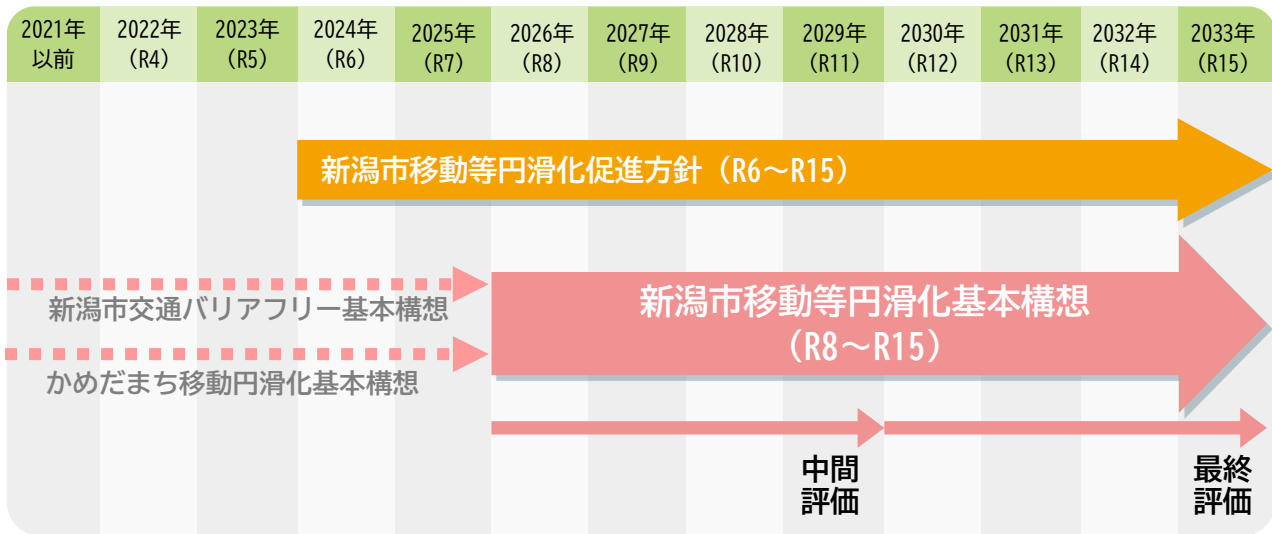 2021年
以前
2022年
（R4）
2023年
（R5）
2024年
（R6）
2025年
（R7）
2026年
（R8）
2027年
（R9）
2028年
（R10）
2029年
（R11）
2030年
（R12）
2031年
（R13）
2032年
（R14）
2033年
（R15）
新潟市移動等円滑化促進方針（R6～R15）
新潟市交通バリアフリー基本構想
かめだまち移動円滑化基本構想
新潟市移動等円滑化基本構想
（R8～R15）
中間
評価
最終
評価